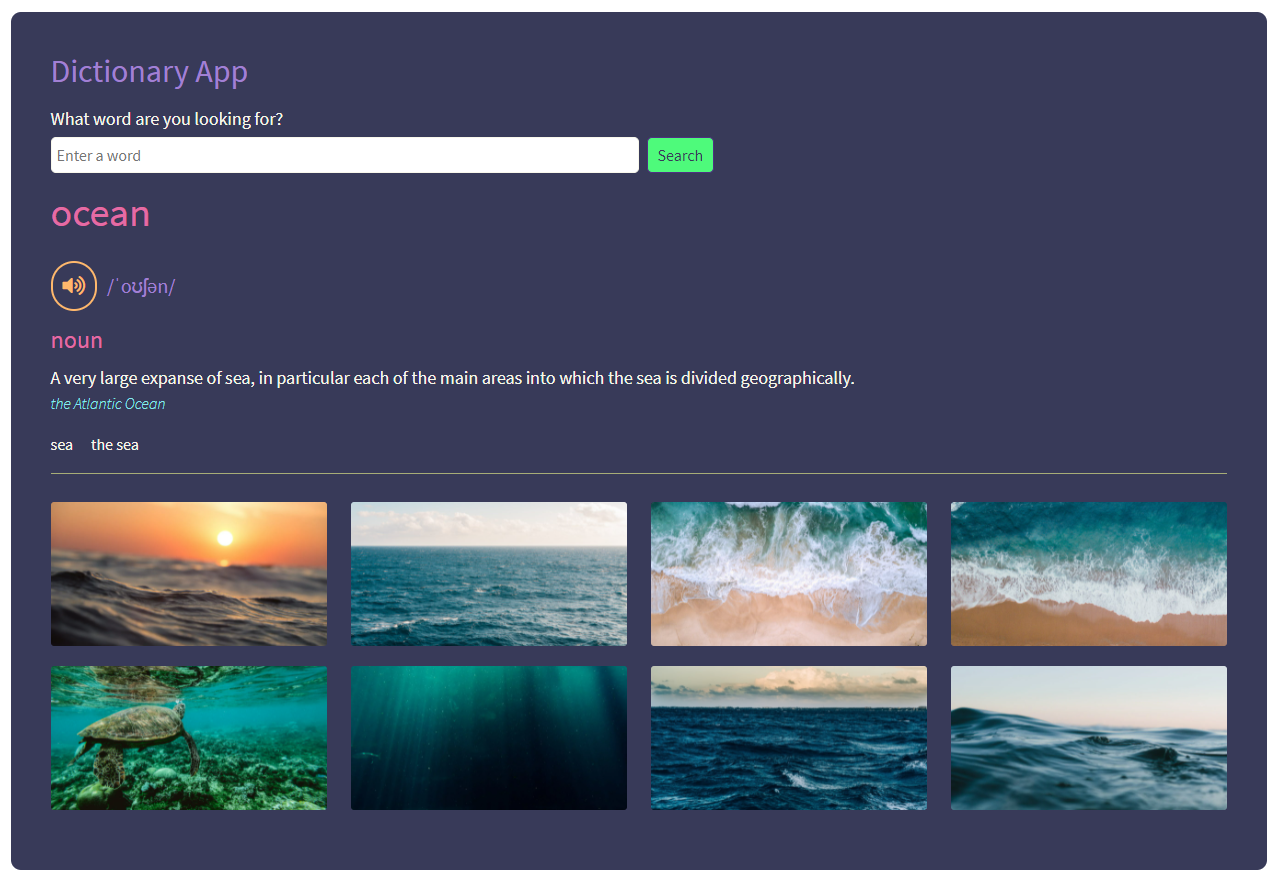 Dictionary App
What word are you looking for?
Enter a word
Search
ocean
/ˈoʊʃən/
noun
A very large expanse of sea, in particular each of the main areas into which the sea is divided geographically.
the Atlantic Ocean
sea the sea